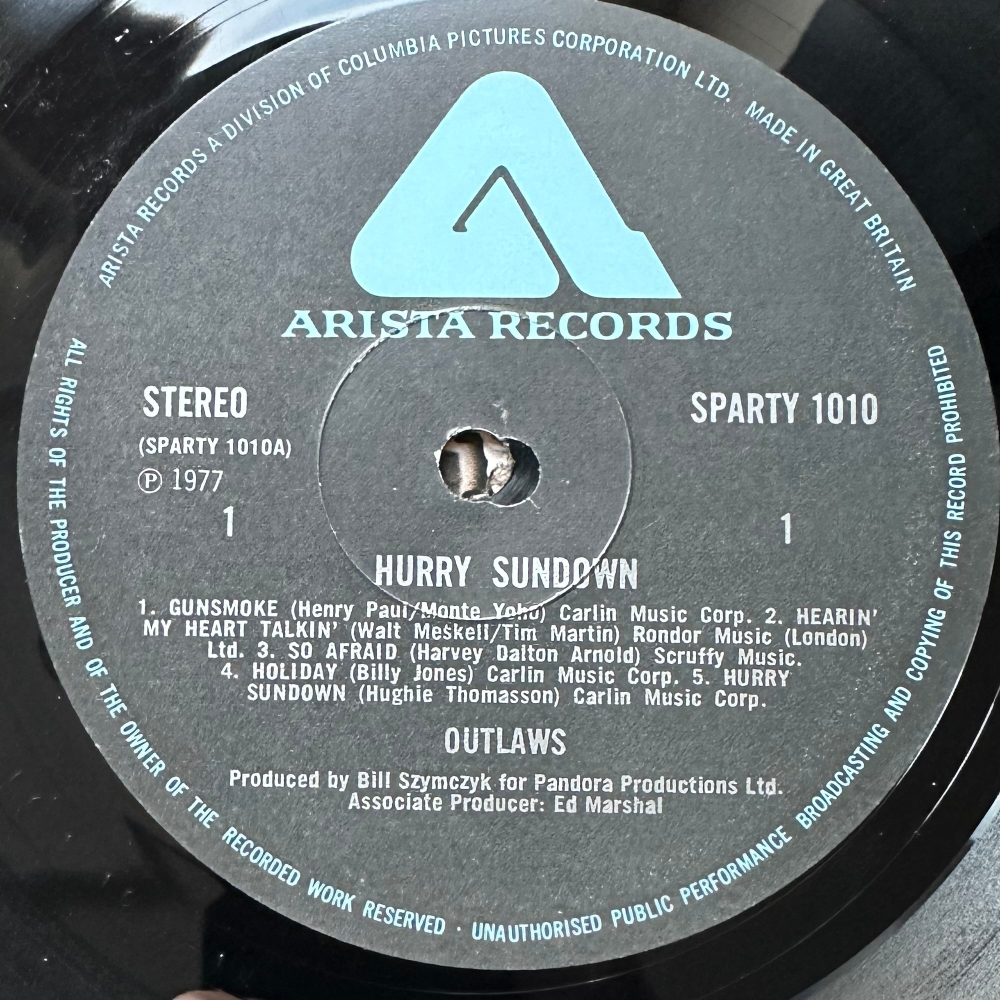 ARISTA RECORDS A DIVISION OF COLUMBIA PICTURES CORPORATION LTD. MADE IN GREAT BRITAIN
ARISTA RECORDS
STEREO
SPARTY 1010
(SPARTY 1010A)
℗ 1977
1
1
HURRY SUNDOWN
1. GUNSMOKE (Henry Paul/Monte Yoho) Carlin Music Corp. 2. HEARIN'
MY HEART TALKIN' (Walt Meskell/Tim Martin) Rondor Music (London)
Ltd. 3. SO AFRAID (Harvey Dalton Arnold) Scruffy Music.
4. HOLIDAY (Billy Jones) Carlin Music Corp. 5. HURRY
SUNDOWN (Hughie Thomasson) Carlin Music Corp.
OUTLAWS
Produced by Bill Szymczyk for Pandora Productions Ltd.
Associate Producer: Ed Marshal
ALL RIGHTS OF THE PRODUCER AND OF THE OWNER OF THE RECORDED WORK RESERVED · UNAUTHORISED PUBLIC PERFORMANCE BROADCASTING AND COPYING OF THIS RECORD PROHIBITED